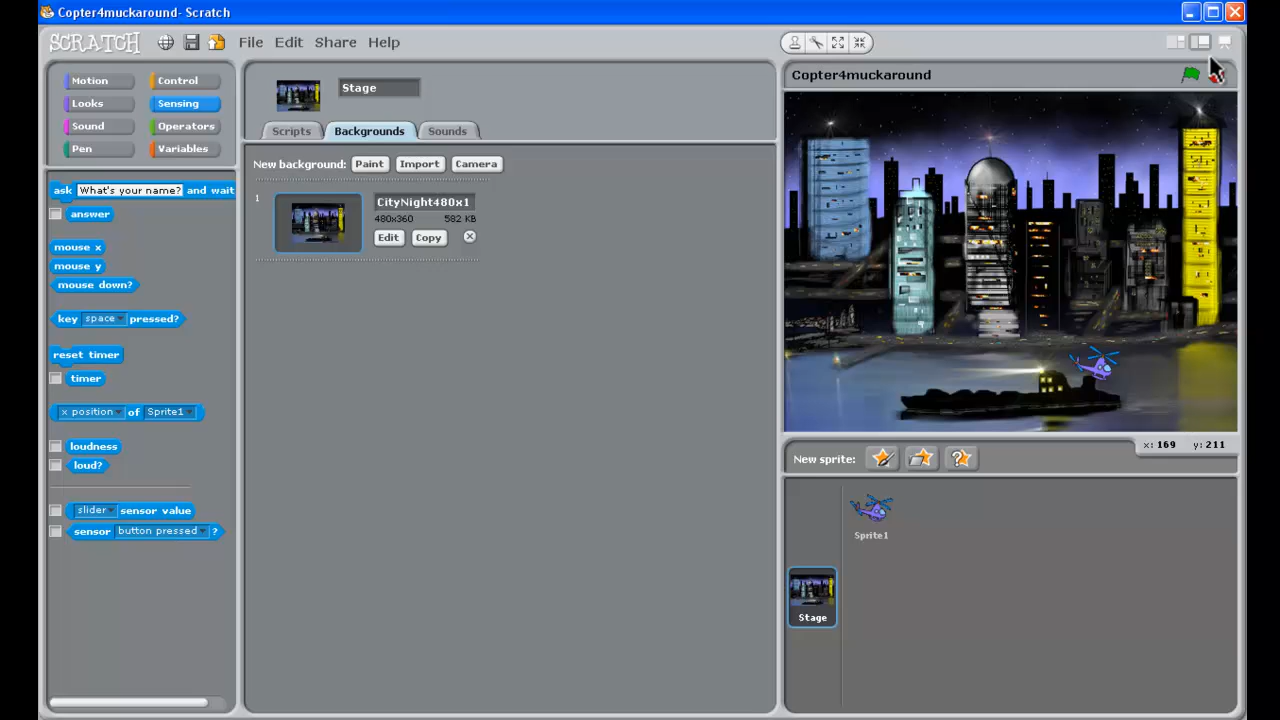 Copter4muckaround- Scratch
SCRATCH File Edit Share Help
Motion Control
Looks Sensing
Sound Operators
Pen Variables
ask What's your name? and wait
answer
mouse x
mouse y
mouse down?
key space pressed?
reset timer
timer
x position of Sprite1
loudness
loud?
slider sensor value
sensor button pressed ?
Stage
Scripts Backgrounds Sounds
New background: Paint Import Camera
1 CityNight480x1
480x360 582 KB
Edit Copy
Copter4muckaround
x: 169 y: 211
New sprite:
Sprite1
Stage